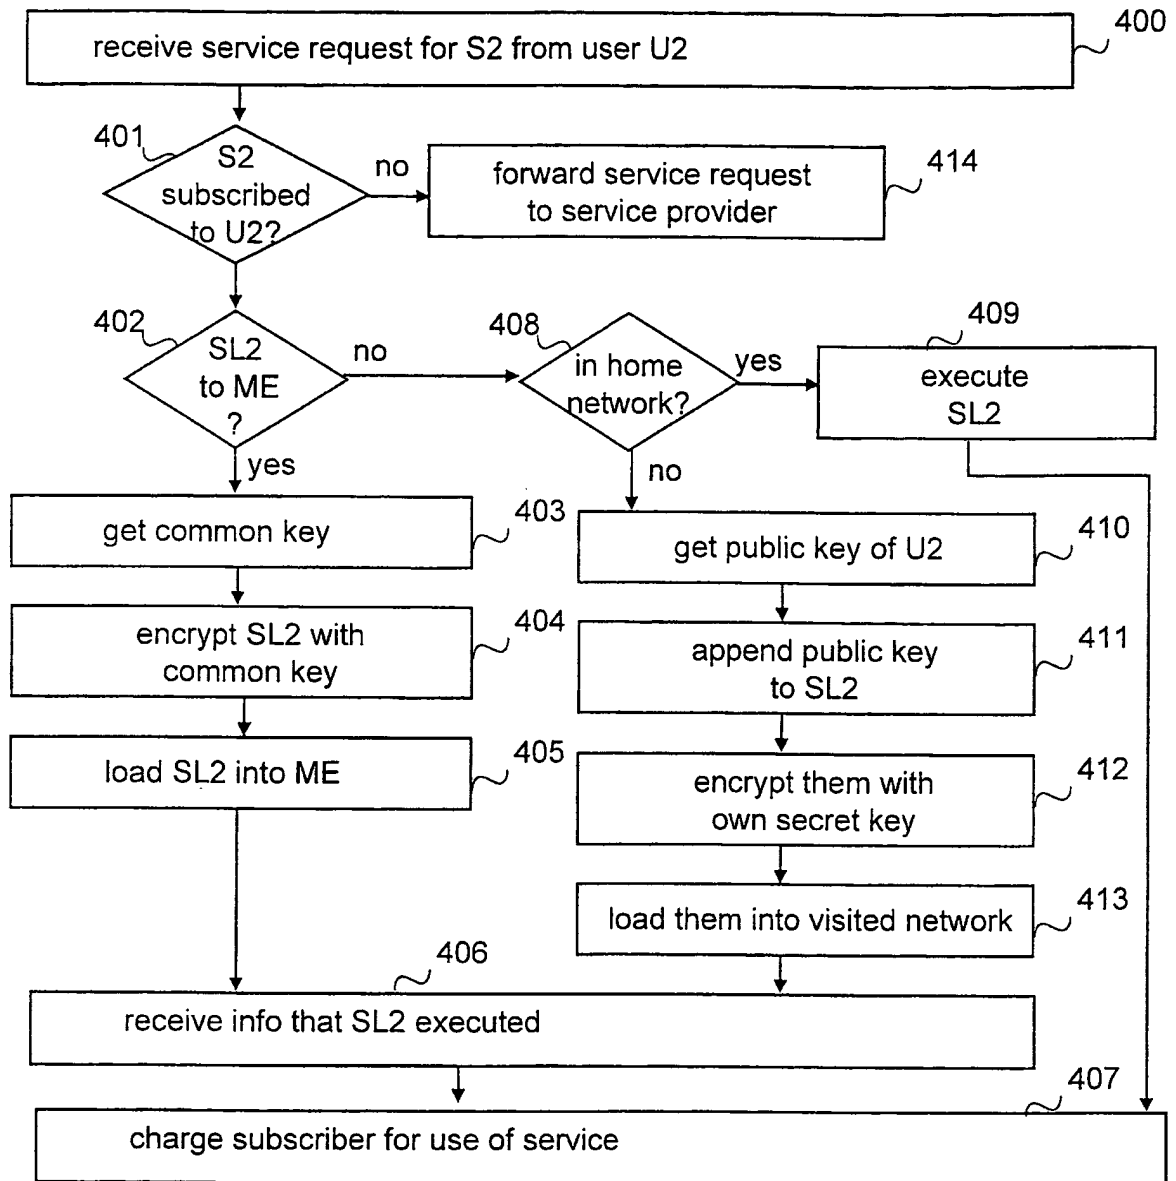 receive service request for S2 from user U2
400
401
S2
subscribed
to U2?
no
forward service request
to service provider
414
402
SL2
to ME
?
no
408
in home
network?
yes
409
execute
SL2
yes
no
get common key
403
get public key of U2
410
encrypt SL2 with
common key
404
append public key
to SL2
411
load SL2 into ME
405
encrypt them with
own secret key
412
load them into visited network
413
406
receive info that SL2 executed
407
charge subscriber for use of service